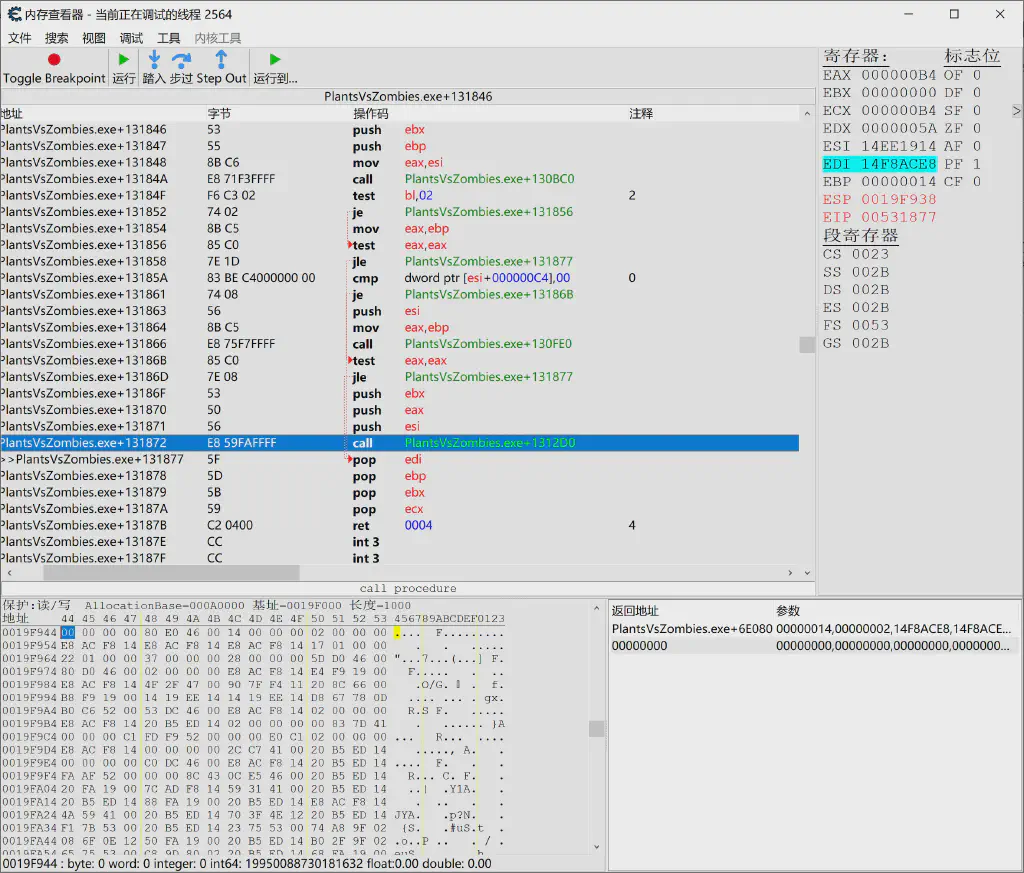 内存查看器 - 当前正在调试的线程 2564
文件 搜索 视图 调试 工具 内核工具
Toggle Breakpoint 运行 踏入 步过 Step Out 运行到...
PlantsVsZombies.exe+131846
地址 字节 操作码 注释
PlantsVsZombies.exe+131846 53 push ebx
PlantsVsZombies.exe+131847 55 push ebp
PlantsVsZombies.exe+131848 8B C6 mov eax,esi
PlantsVsZombies.exe+13184A E8 71F3FFFF call PlantsVsZombies.exe+130BC0
PlantsVsZombies.exe+13184F F6 C3 02 test bl,02 2
PlantsVsZombies.exe+131852 74 02 je PlantsVsZombies.exe+131856
PlantsVsZombies.exe+131854 8B C5 mov eax,ebp
PlantsVsZombies.exe+131856 85 C0 test eax,eax
PlantsVsZombies.exe+131858 7E 1D jle PlantsVsZombies.exe+131877
PlantsVsZombies.exe+13185A 83 BE C4000000 00 cmp dword ptr [esi+000000C4],00 0
PlantsVsZombies.exe+131861 74 08 je PlantsVsZombies.exe+13186B
PlantsVsZombies.exe+131863 56 push esi
PlantsVsZombies.exe+131864 8B C5 mov eax,ebp
PlantsVsZombies.exe+131866 E8 75F7FFFF call PlantsVsZombies.exe+130FE0
PlantsVsZombies.exe+13186B 85 C0 test eax,eax
PlantsVsZombies.exe+13186D 7E 08 jle PlantsVsZombies.exe+131877
PlantsVsZombies.exe+13186F 53 push ebx
PlantsVsZombies.exe+131870 50 push eax
PlantsVsZombies.exe+131871 56 push esi
PlantsVsZombies.exe+131872 E8 59FAFFFF call PlantsVsZombies.exe+1312D0
>>PlantsVsZombies.exe+131877 5F pop edi
PlantsVsZombies.exe+131878 5D pop ebp
PlantsVsZombies.exe+131879 5B pop ebx
PlantsVsZombies.exe+13187A 59 pop ecx
PlantsVsZombies.exe+13187B C2 0400 ret 0004 4
PlantsVsZombies.exe+13187E CC int 3
PlantsVsZombies.exe+13187F CC int 3
call procedure
寄存器: 标志位
EAX 000000B4 OF 0
EBX 00000000 DF 0
ECX 000000B4 SF 0
EDX 0000005A ZF 0
ESI 14EE1914 AF 0
EDI 14F8ACE8 PF 1
EBP 00000014 CF 0
ESP 0019F938
EIP 00531877
段寄存器
CS 0023
SS 002B
DS 002B
ES 002B
FS 0053
GS 002B
保护:读/写 AllocationBase=000A0000 基址=0019F000 长度=1000
地址 44 45 46 47 48 49 4A 4B 4C 4D 4E 4F 50 51 52 53 456789ABCDEF0123
0019F944 00 00 00 00 80 E0 46 00 14 00 00 00 02 00 00 00
0019F954 E8 AC F8 14 E8 AC F8 14 E8 AC F8 14 17 01 00 00
0019F964 22 01 00 00 37 00 00 00 28 00 00 00 5D D0 46 00
0019F974 80 D0 46 00 02 00 00 00 E8 AC F8 14 E4 F9 19 00
0019F984 E8 AC F8 14 4F 2F 47 00 90 7F F4 11 20 8C 66 00
0019F994 B8 F9 19 00 14 19 EE 14 14 19 EE 14 D8 67 78 0D
0019F9A4 B0 C6 52 00 53 DC 46 00 E8 AC F8 14 02 00 00 00
0019F9B4 E8 AC F8 14 20 B5 ED 14 02 00 00 00 83 7D 41
0019F9C4 00 00 00 C1 FD F9 52 00 00 00 E0 C1 02 00 00 00
0019F9D4 E8 AC F8 14 00 00 00 00 2C C7 41 00 20 B5 ED 14
0019F9E4 00 00 00 00 C0 DC 46 00 E8 AC F8 14 20 B5 ED 14
0019F9F4 FA AF 52 00 00 00 8C 43 0C E5 46 00 20 B5 ED 14
0019FA04 20 FA 19 00 7C AD F8 14 59 31 41 00 20 B5 ED 14
0019FA14 20 B5 ED 14 88 FA 19 00 20 B5 ED 14 E8 AC F8 14
0019FA24 4A 59 41 00 20 B5 ED 14 70 3F 4E 12 20 B5 ED 14
0019FA34 F1 7B 53 00 20 B5 ED 14 23 75 53 00 74 A8 9F 02
0019FA44 08 6F 0E 12 50 FA 19 00 20 B5 ED 14 B0 2F 9F 02
0019F944 : byte: 0 word: 0 integer: 0 int64: 19950088730181632 float:0.00 double: 0.00
返回地址 参数
PlantsVsZombies.exe+6E080 00000014,00000002,14F8ACE8,14F8ACE...
00000000 00000000,00000000,00000000,0000000...